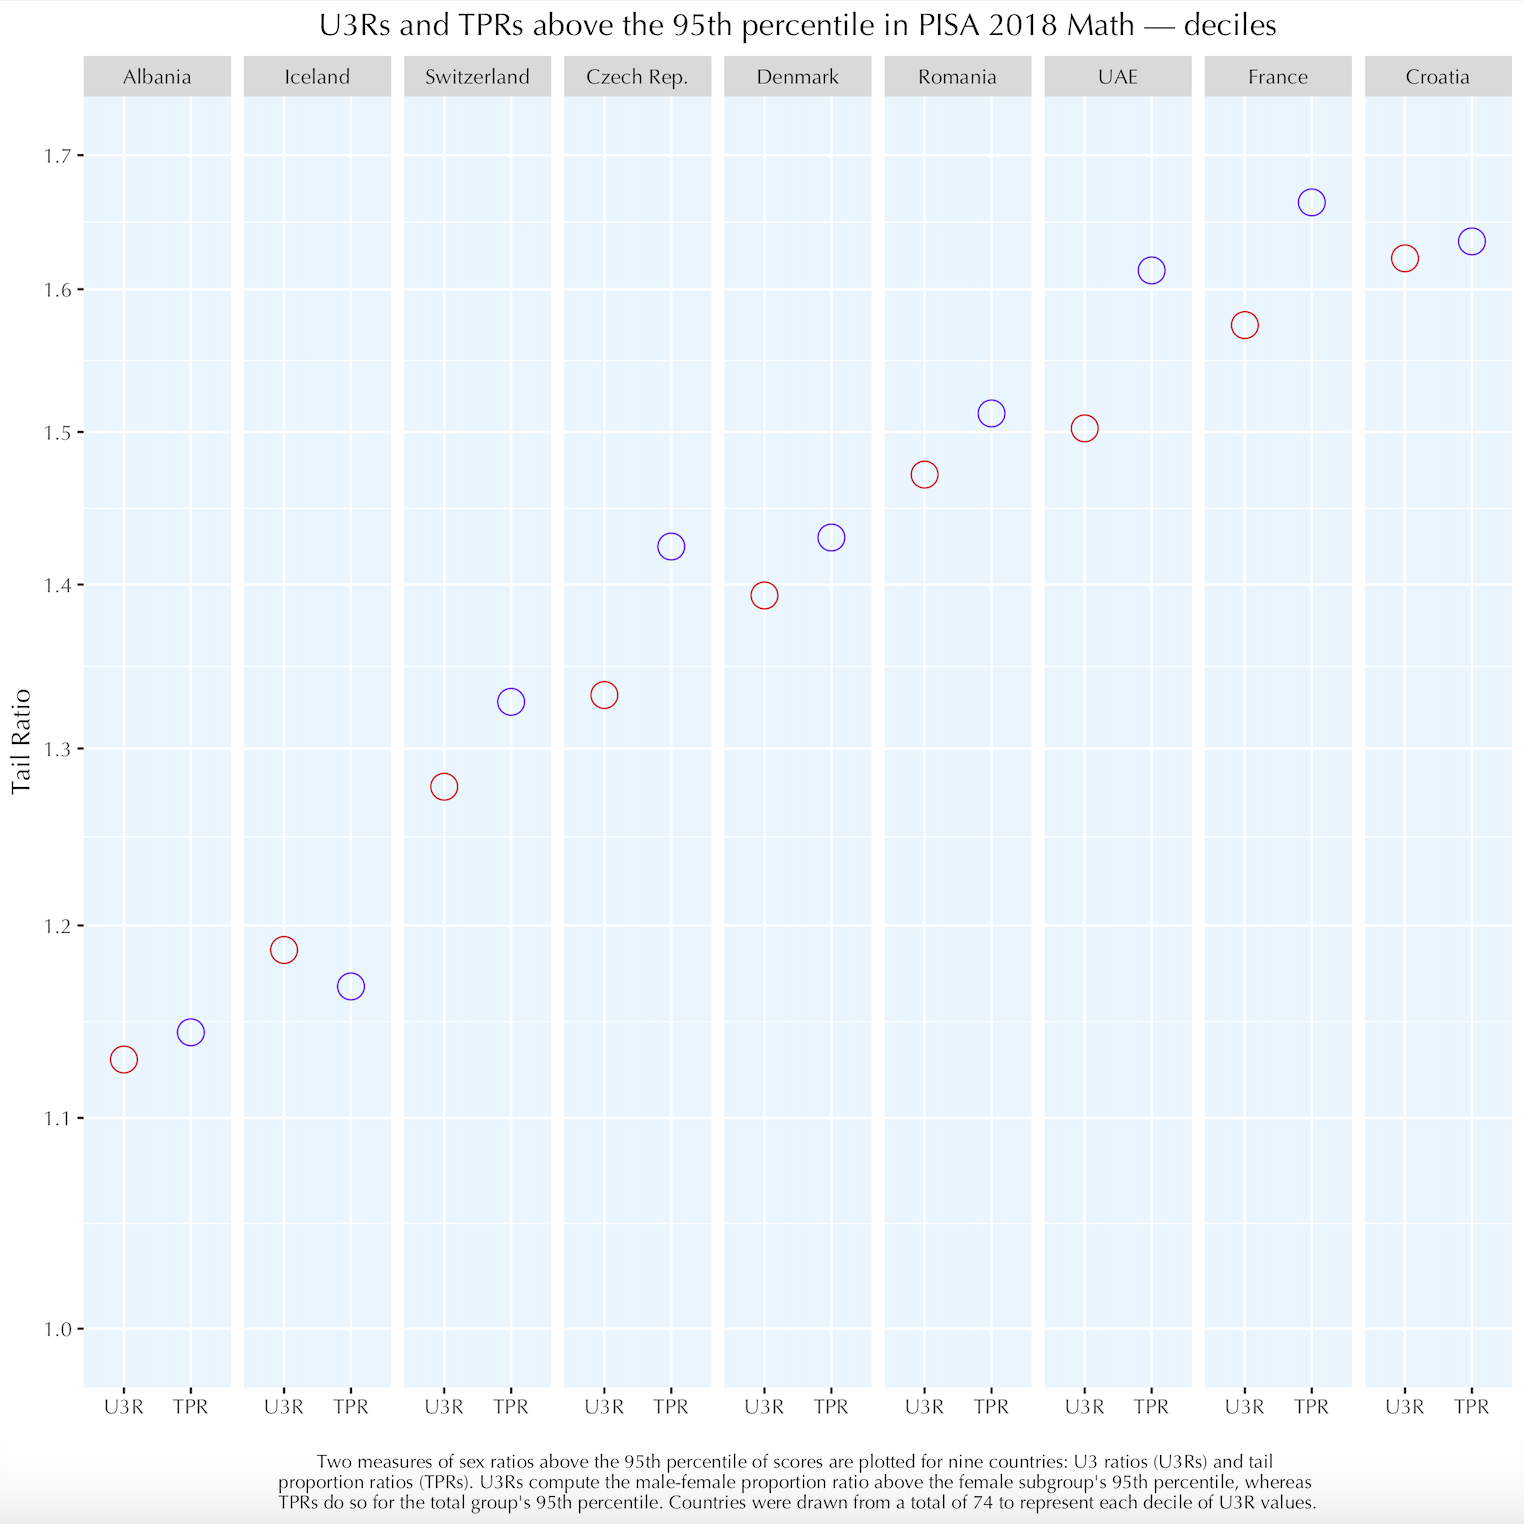 U3Rs and TPRs above the 95th percentile in PISA 2018 Math — deciles
Albania Iceland Switzerland Czech Rep. Denmark Romania UAE France Croatia
1.7
1.6
1.5
1.4
1.3
1.2
1.1
1.0
Tail Ratio
U3R TPR U3R TPR U3R TPR U3R TPR U3R TPR U3R TPR U3R TPR U3R TPR U3R TPR
Two measures of sex ratios above the 95th percentile of scores are plotted for nine countries: U3 ratios (U3Rs) and tail
proportion ratios (TPRs). U3Rs compute the male-female proportion ratio above the female subgroup's 95th percentile, whereas
TPRs do so for the total group's 95th percentile. Countries were drawn from a total of 74 to represent each decile of U3R values.